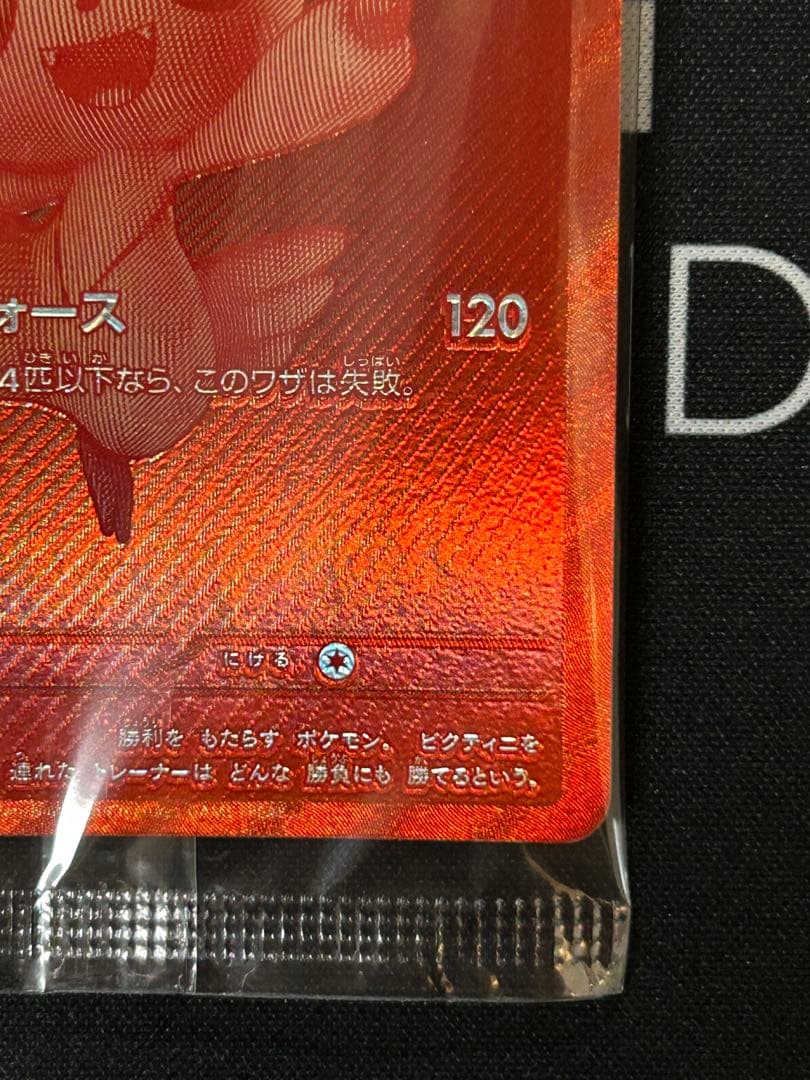 ォース 120
4匹以下なら、このワザは失敗。
にげる
勝利を もたらす ポケモン。 ビクティニを
連れた トレーナーは どんな 勝負にも 勝てるという。
D